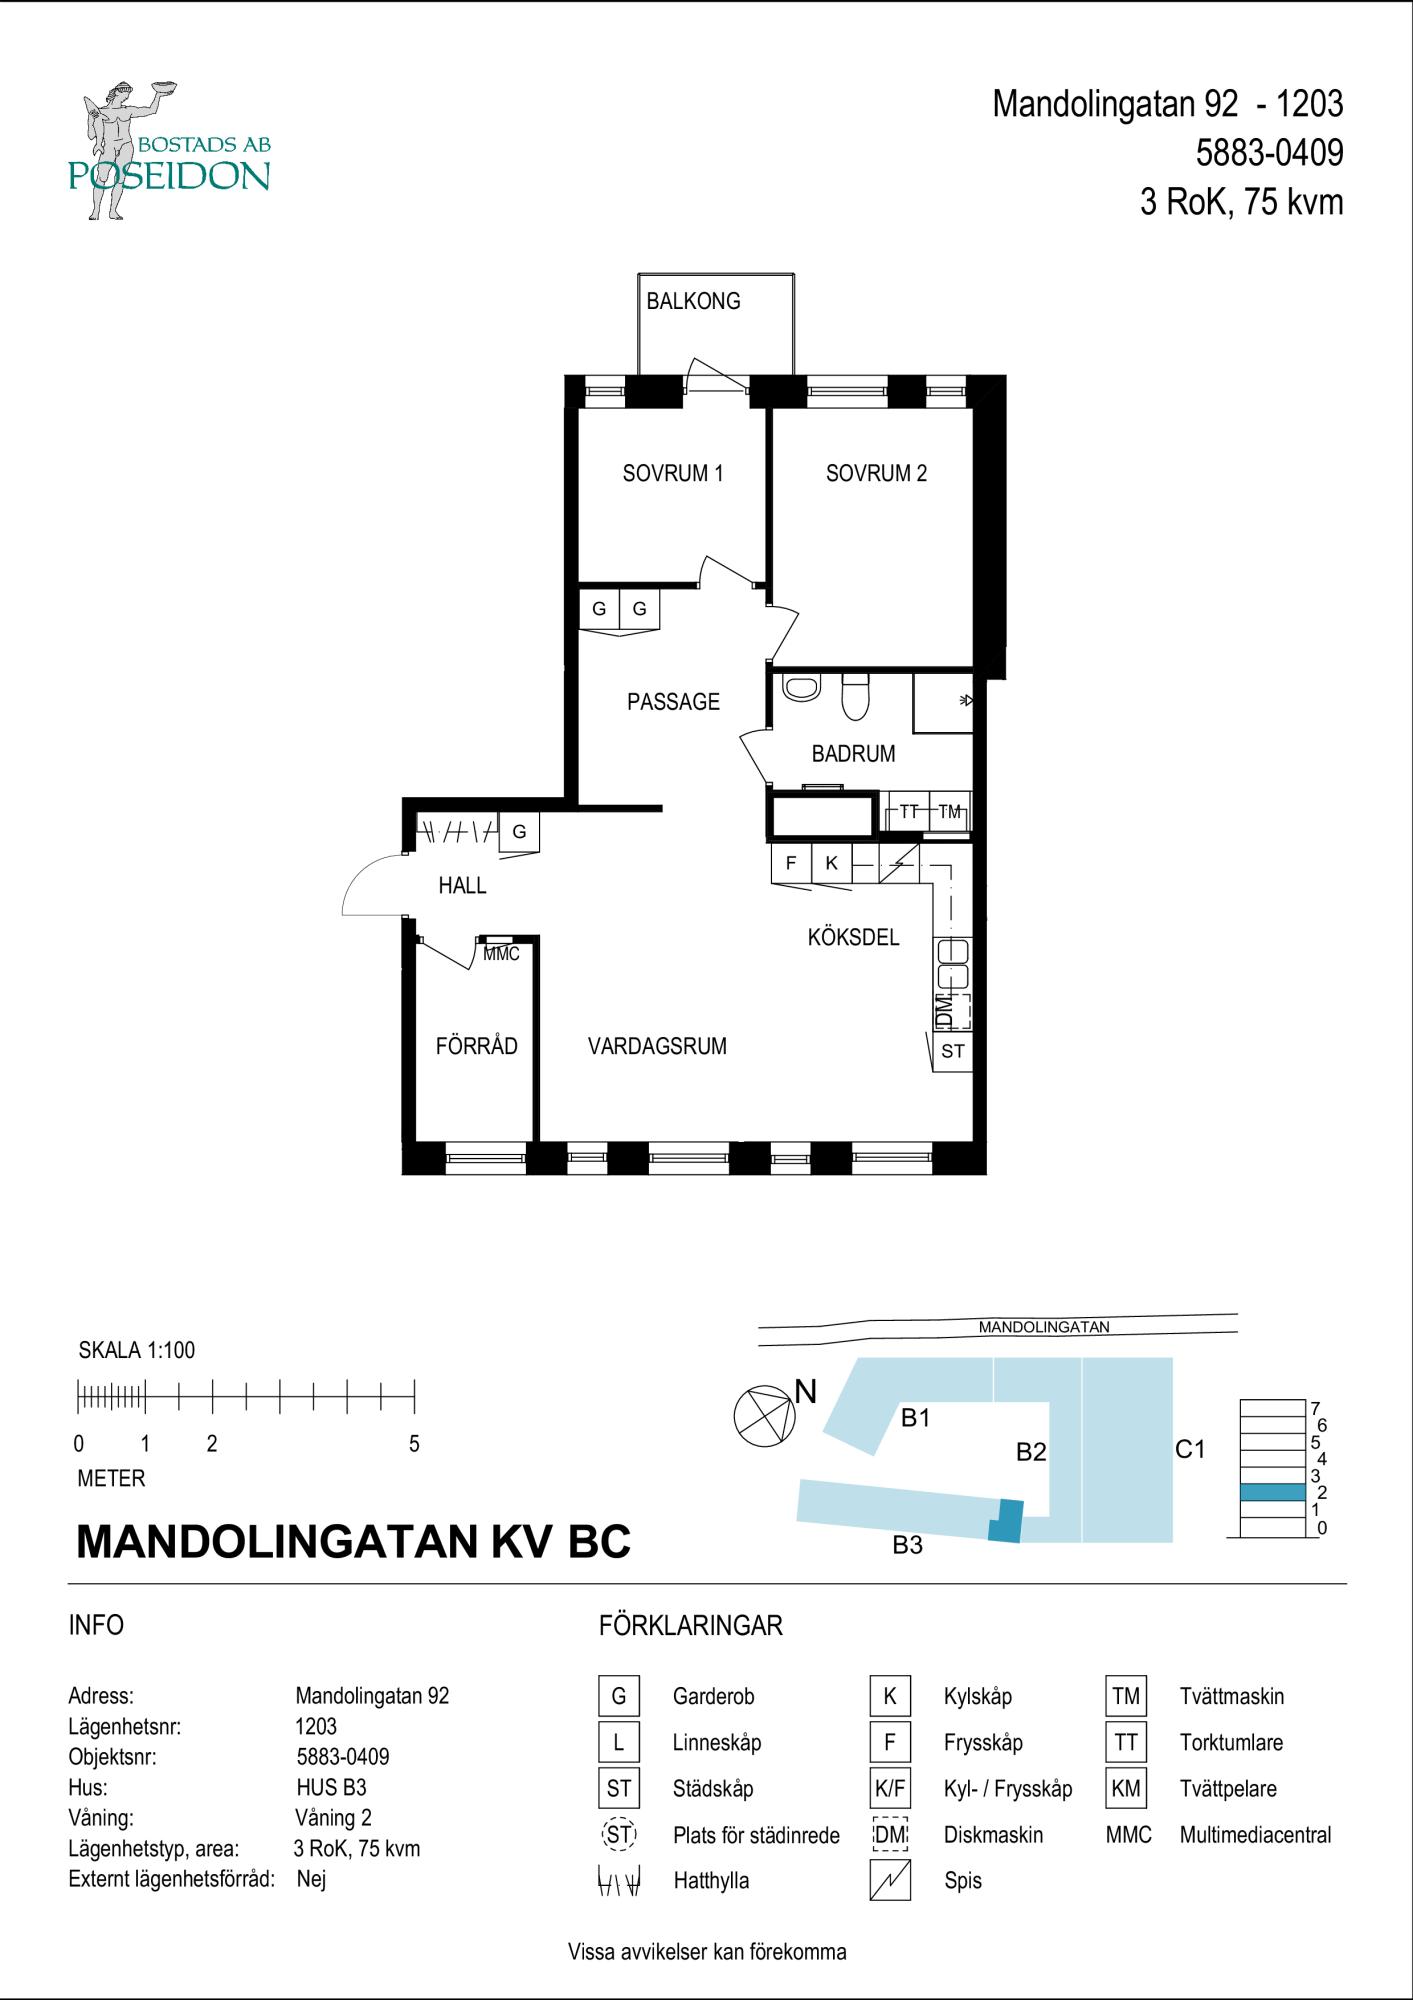 BOSTADS AB
POSEIDON
Mandolingatan 92 - 1203
5883-0409
3 RoK, 75 kvm
BALKONG
SOVRUM 1
SOVRUM 2
G G
PASSAGE
BADRUM
TT TM
G
F K
HALL
KÖKSDEL
MMC
DM
FÖRRÅD
VARDAGSRUM
ST
SKALA 1:100
0 1 2 5
METER
MANDOLINGATAN
N
B1
B2
C1
B3
7
6
5
4
3
2
1
0
MANDOLINGATAN KV BC
INFO
Adress: Mandolingatan 92
Lägenhetsnr: 1203
Objektsnr: 5883-0409
Hus: HUS B3
Våning: Våning 2
Lägenhetstyp, area: 3 RoK, 75 kvm
Externt lägenhetsförråd: Nej
FÖRKLARINGAR
G Garderob
L Linneskåp
ST Städskåp
ST Plats för städinrede
Hatthylla
K Kylskåp
F Frysskåp
K/F Kyl- / Frysskåp
DM Diskmaskin
Spis
TM Tvättmaskin
TT Torktumlare
KM Tvättpelare
MMC Multimediacentral
Vissa avvikelser kan förekomma